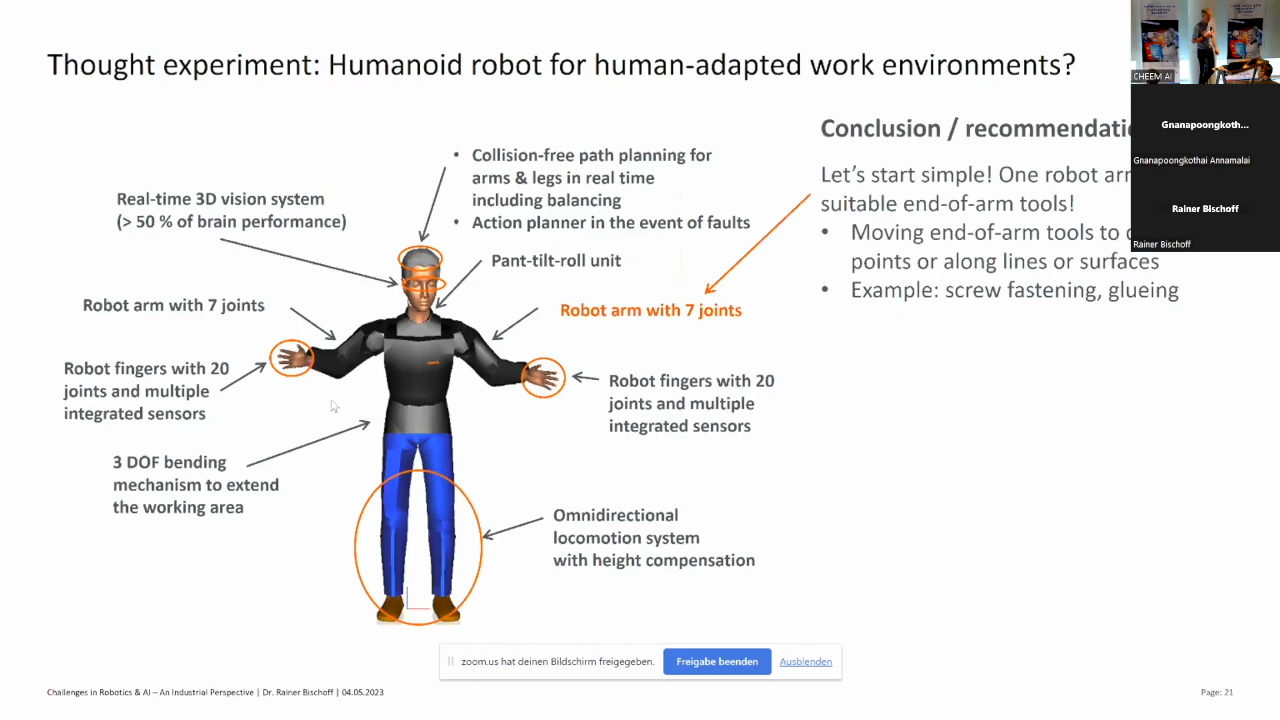 Thought experiment: Humanoid robot for human-adapted work environments?
CHEEM AI
Gnanapoongkoth...
Gnanapoongkothai Annamalai
Rainer Bischoff
Rainer Bischoff
Conclusion / recommendati
Let's start simple! One robot arm
suitable end-of-arm tools!
• Moving end-of-arm tools to
points or along lines or surfaces
• Example: screw fastening, glueing
• Collision-free path planning for
arms & legs in real time
including balancing
• Action planner in the event of faults
Real-time 3D vision system
(> 50 % of brain performance)
Pant-tilt-roll unit
Robot arm with 7 joints
Robot arm with 7 joints
Robot fingers with 20
joints and multiple
integrated sensors
Robot fingers with 20
joints and multiple
integrated sensors
3 DOF bending
mechanism to extend
the working area
Omnidirectional
locomotion system
with height compensation
zoom.us hat deinen Bildschirm freigegeben.
Freigabe beenden
Ausblenden
Challenges in Robotics & AI – An Industrial Perspective | Dr. Rainer Bischoff | 04.05.2023
Page: 21